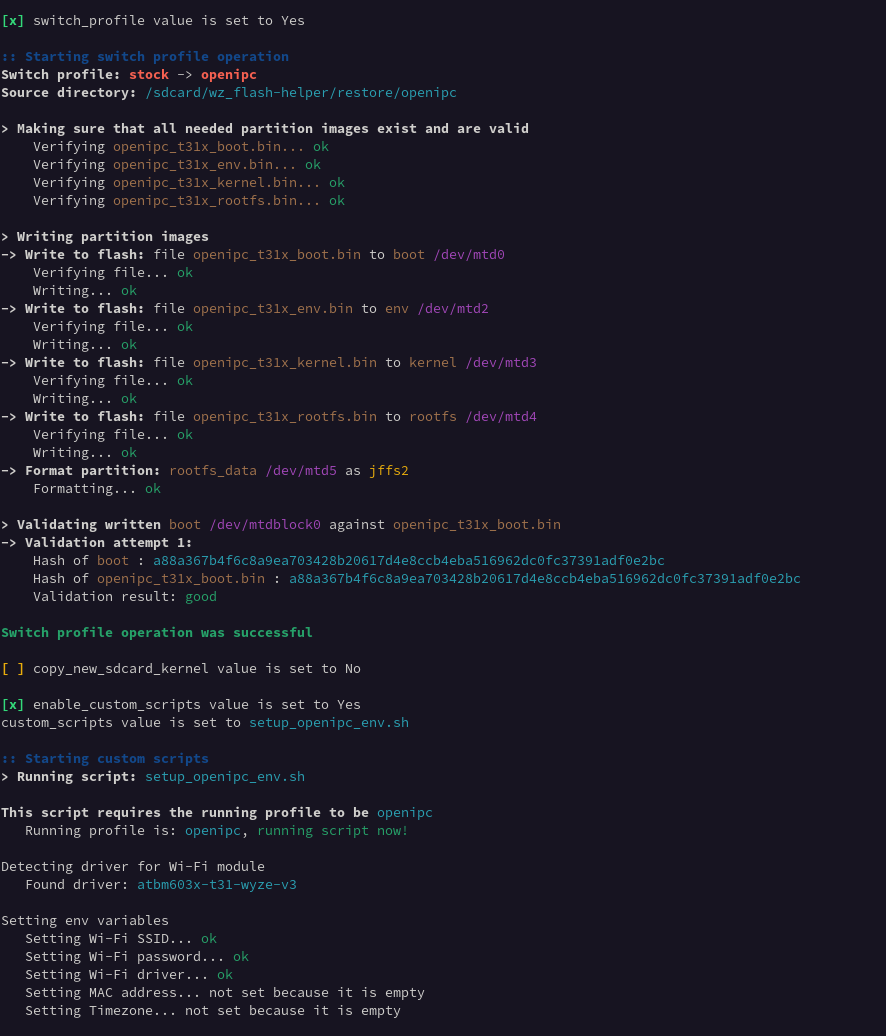 [x] switch_profile value is set to Yes
:: Starting switch profile operation
Switch profile: stock -> openipc
Source directory: /sdcard/wz_flash-helper/restore/openipc
> Making sure that all needed partition images exist and are valid
Verifying openipc_t31x_boot.bin... ok
Verifying openipc_t31x_env.bin... ok
Verifying openipc_t31x_kernel.bin... ok
Verifying openipc_t31x_rootfs.bin... ok
> Writing partition images
-> Write to flash: file openipc_t31x_boot.bin to boot /dev/mtd0
Verifying file... ok
Writing... ok
-> Write to flash: file openipc_t31x_env.bin to env /dev/mtd2
Verifying file... ok
Writing... ok
-> Write to flash: file openipc_t31x_kernel.bin to kernel /dev/mtd3
Verifying file... ok
Writing... ok
-> Write to flash: file openipc_t31x_rootfs.bin to rootfs /dev/mtd4
Verifying file... ok
Writing... ok
-> Format partition: rootfs_data /dev/mtd5 as jffs2
Formatting... ok
> Validating written boot /dev/mtdblock0 against openipc_t31x_boot.bin
-> Validation attempt 1:
Hash of boot : a88a367b4f6c8a9ea703428b20617d4e8ccb4eba516962dc0fc37391adf0e2bc
Hash of openipc_t31x_boot.bin : a88a367b4f6c8a9ea703428b20617d4e8ccb4eba516962dc0fc37391adf0e2bc
Validation result: good
Switch profile operation was successful
[ ] copy_new_sdcard_kernel value is set to No
[x] enable_custom_scripts value is set to Yes
custom_scripts value is set to setup_openipc_env.sh
:: Starting custom scripts
> Running script: setup_openipc_env.sh
This script requires the running profile to be openipc
Running profile is: openipc, running script now!
Detecting driver for Wi-Fi module
Found driver: atbm603x-t31-wyze-v3
Setting env variables
Setting Wi-Fi SSID... ok
Setting Wi-Fi password... ok
Setting Wi-Fi driver... ok
Setting MAC address... not set because it is empty
Setting Timezone... not set because it is empty